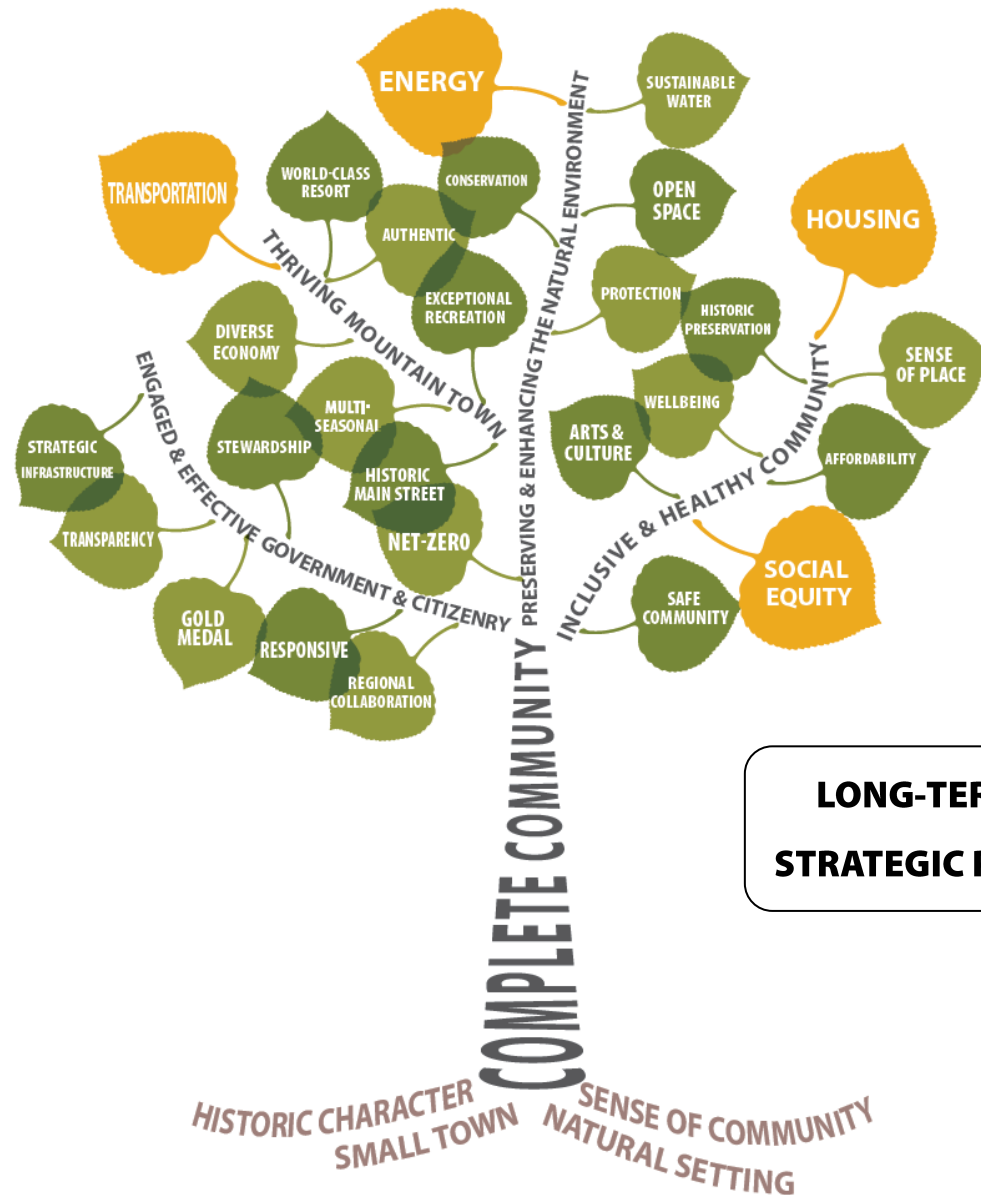 ENERGY
SUSTAINABLE
WATER
TRANSPORTATION
WORLD-CLASS
RESORT
CONSERVATION
OPEN
SPACE
HOUSING
AUTHENTIC
EXCEPTIONAL
RECREATION
PROTECTION
HISTORIC
PRESERVATION
DIVERSE
ECONOMY
SENSE
OF PLACE
THRIVING MOUNTAIN TOWN
PRESERVING & ENHANCING THE NATURAL ENVIRONMENT
MULTI-
SEASONAL
WELLBEING
STRATEGIC
INFRASTRUCTURE
STEWARDSHIP
ARTS &
CULTURE
AFFORDABILITY
HISTORIC
MAIN STREET
ENGAGED & EFFECTIVE GOVERNMENT & CITIZENRY
INCLUSIVE & HEALTHY COMMUNITY
TRANSPARENCY
NET-ZERO
SOCIAL
EQUITY
GOLD
MEDAL
RESPONSIVE
SAFE
COMMUNITY
REGIONAL
COLLABORATION
COMPLETE COMMUNITY
LONG-TER
STRATEGIC
HISTORIC CHARACTER
SENSE OF COMMUNITY
SMALL TOWN
NATURAL SETTING